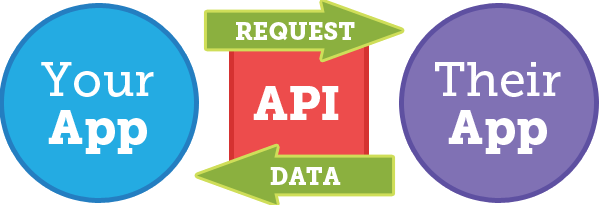 Your
App
REQUEST
API
DATA
Their
App